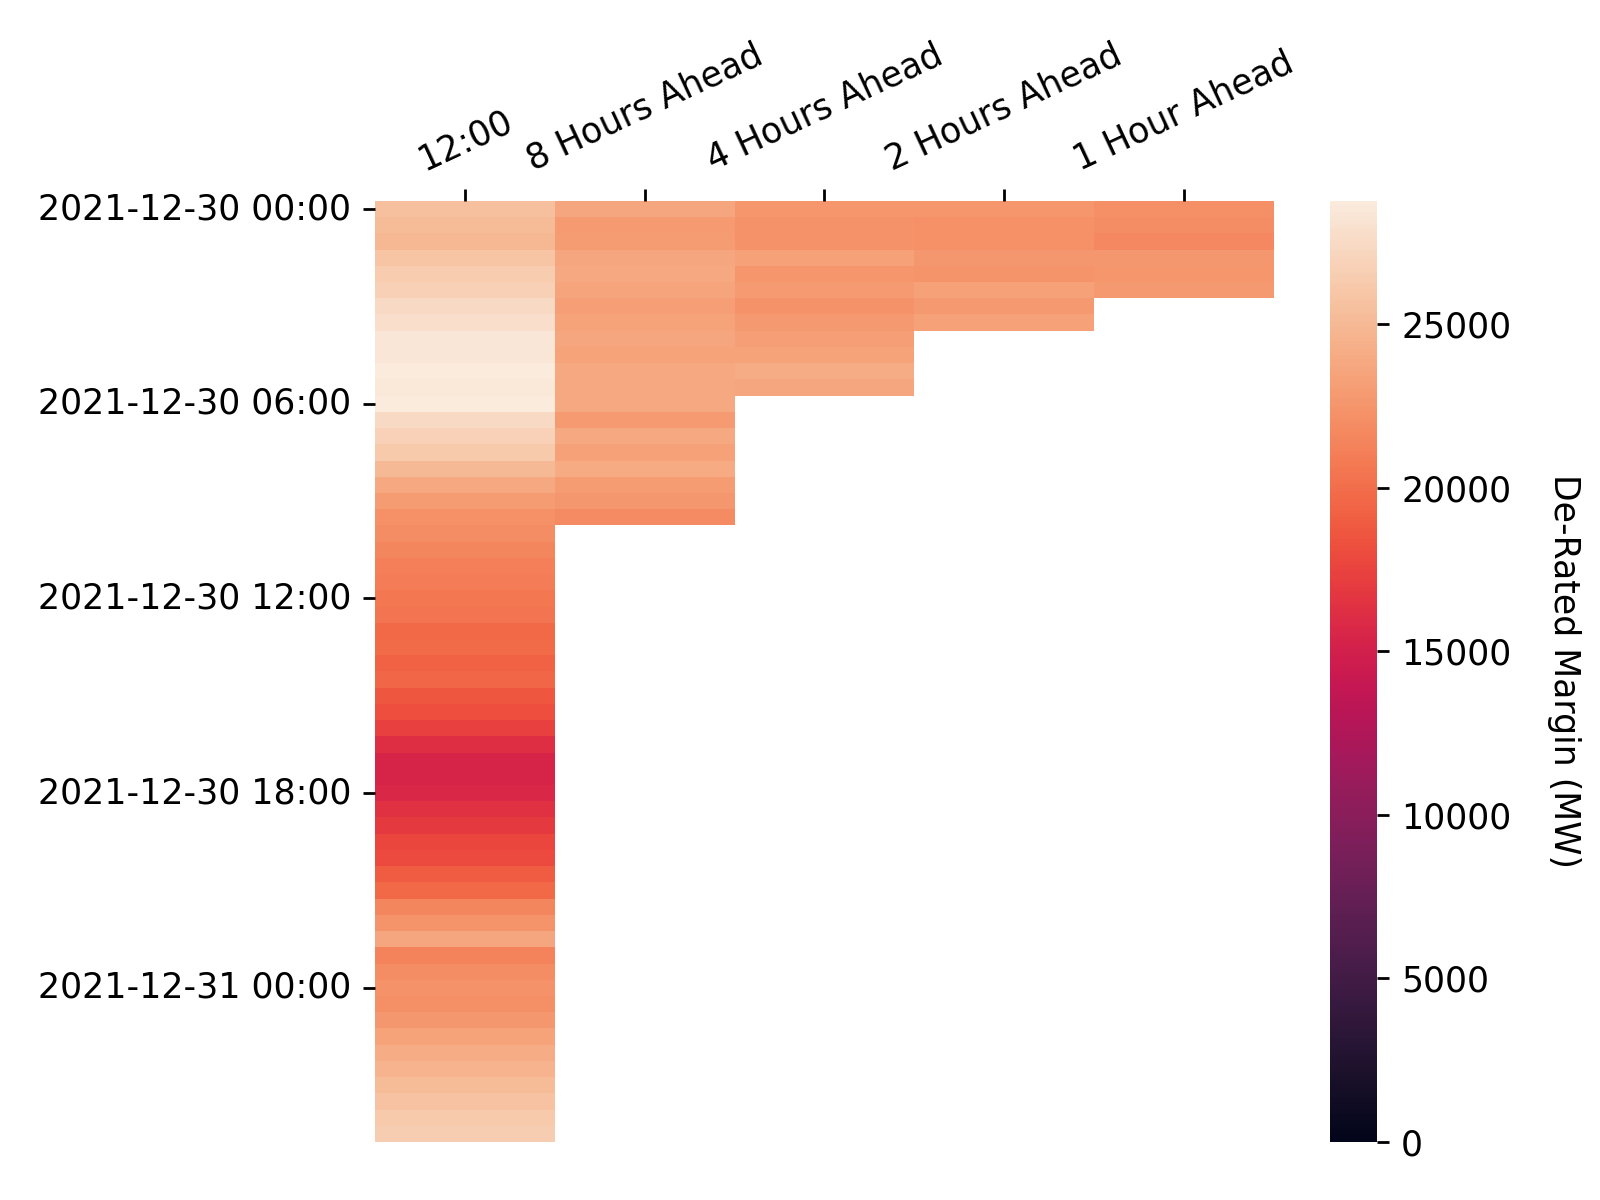 12:00
8 Hours Ahead
4 Hours Ahead
2 Hours Ahead
1 Hour Ahead
2021-12-30 00:00
2021-12-30 06:00
2021-12-30 12:00
2021-12-30 18:00
2021-12-31 00:00
25000
20000
15000
10000
5000
0
De-Rated Margin (MW)